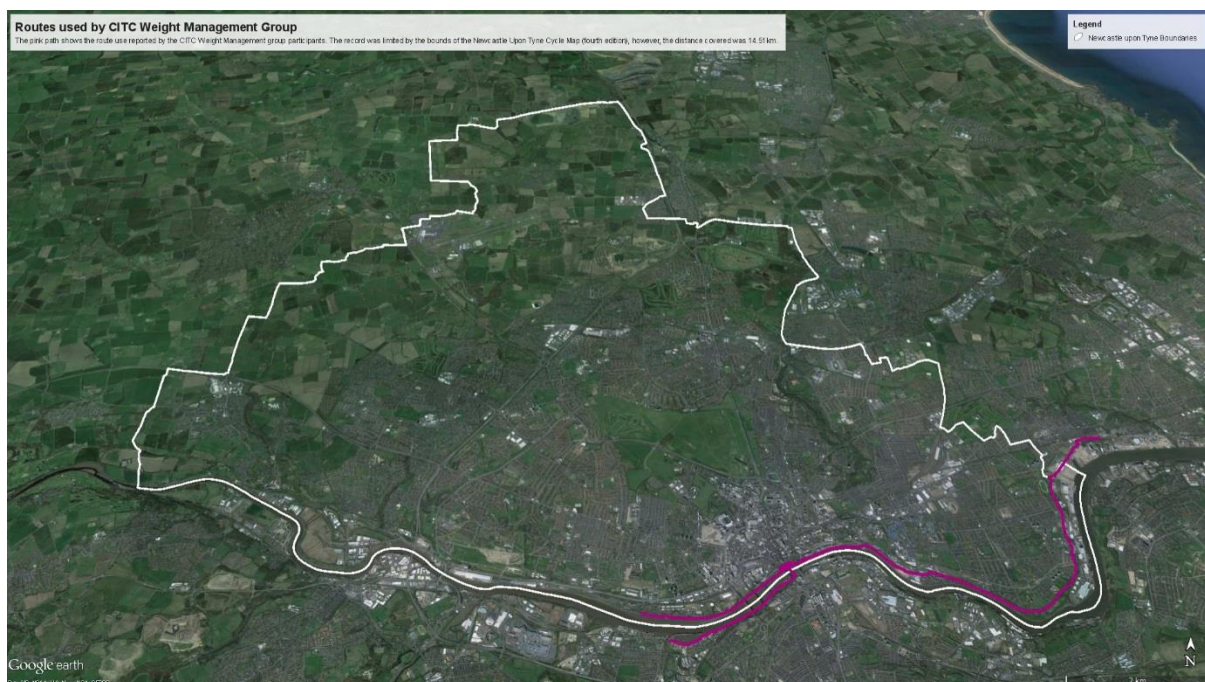 Routes used by CITC Weight Management Group
The pink path shows the route use reported by the CITC Weight Management group participants. The record was limited by the bounds of the Newcastle Upon Tyne Cycle Map (fourth edition), however, the distance covered was 14.51km.
Legend
Newcastle upon Tyne Boundaries
Google earth
N
2 km